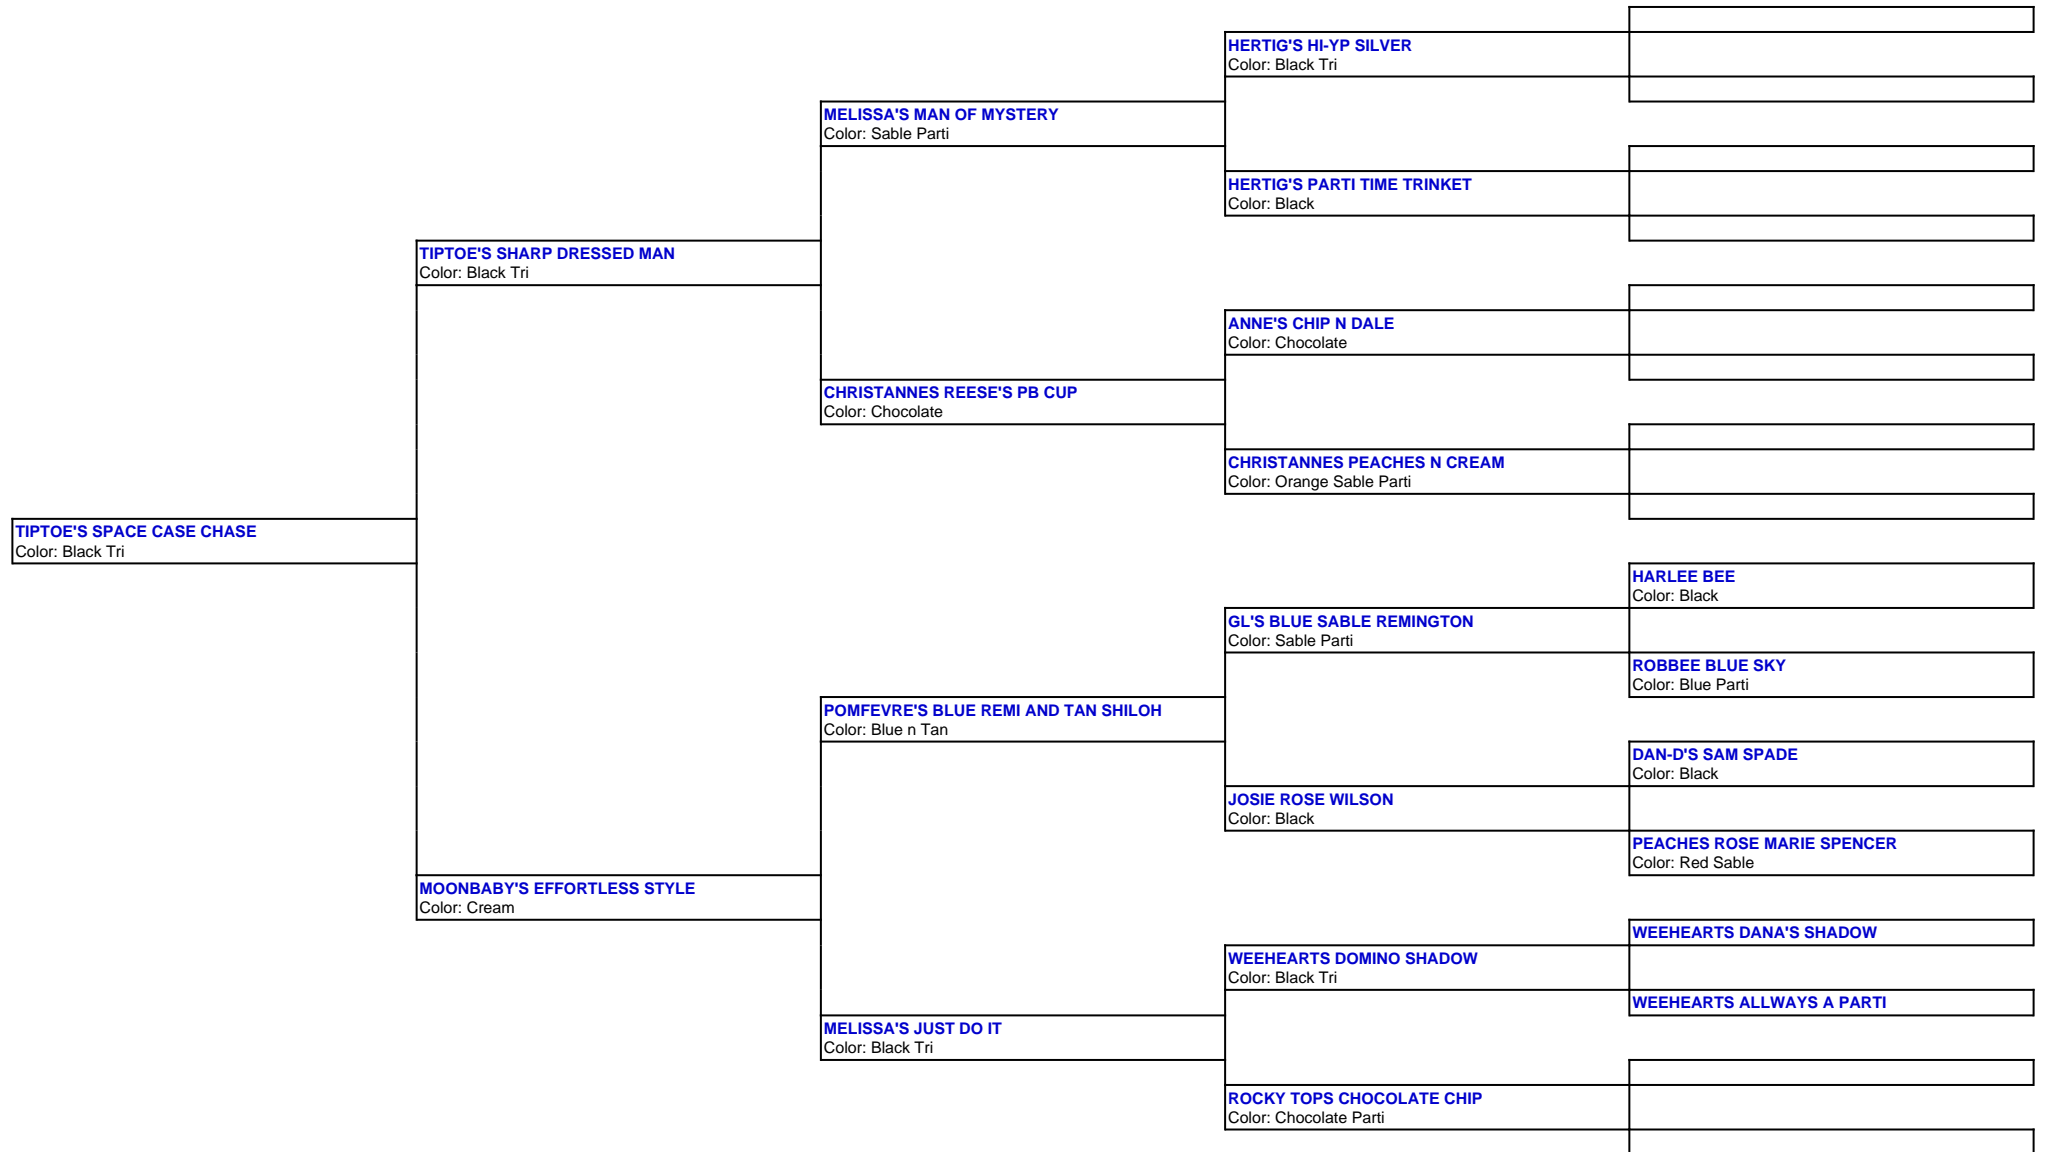 HERTIG'S HI-YP SILVER
Color: Black Tri
MELISSA'S MAN OF MYSTERY
Color: Sable Parti
HERTIG'S PARTI TIME TRINKET
Color: Black
TIPTOE'S SHARP DRESSED MAN
Color: Black Tri
ANNE'S CHIP N DALE
Color: Chocolate
CHRISTANNES REESE'S PB CUP
Color: Chocolate
CHRISTANNES PEACHES N CREAM
Color: Orange Sable Parti
TIPTOE'S SPACE CASE CHASE
Color: Black Tri
HARLEE BEE
Color: Black
GL'S BLUE SABLE REMINGTON
Color: Sable Parti
ROBBEE BLUE SKY
Color: Blue Parti
POMFEVRE'S BLUE REMI AND TAN SHILOH
Color: Blue n Tan
DAN-D'S SAM SPADE
Color: Black
JOSIE ROSE WILSON
Color: Black
PEACHES ROSE MARIE SPENCER
Color: Red Sable
MOONBABY'S EFFORTLESS STYLE
Color: Cream
WEEHEARTS DANA'S SHADOW
WEEHEARTS DOMINO SHADOW
Color: Black Tri
WEEHEARTS ALLWAYS A PARTI
MELISSA'S JUST DO IT
Color: Black Tri
ROCKY TOPS CHOCOLATE CHIP
Color: Chocolate Parti